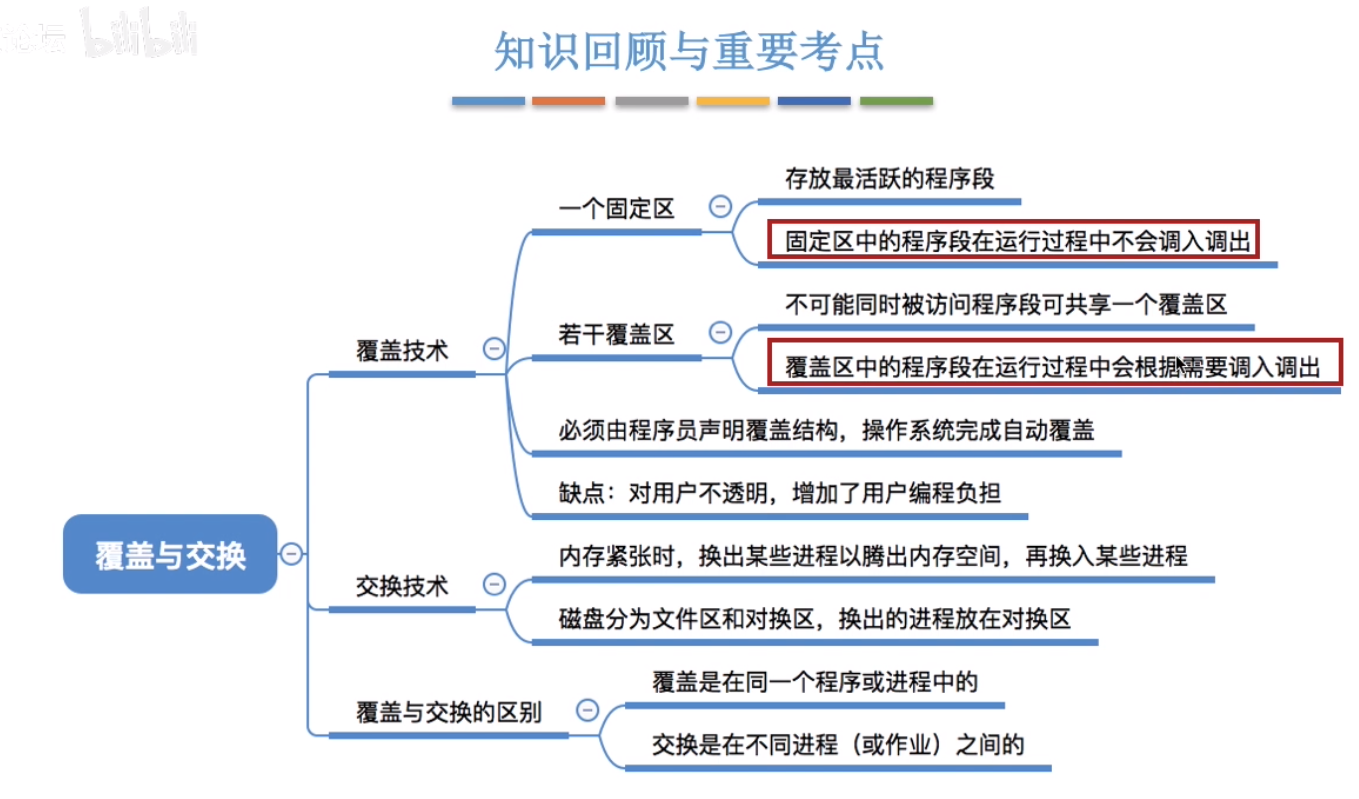 论坛 bilibili
知识回顾与重要考点
存放最活跃的程序段
一个固定区
固定区中的程序段在运行过程中不会调入调出
不可能同时被访问程序段可共享一个覆盖区
若干覆盖区
覆盖技术
覆盖区中的程序段在运行过程中会根据需要调入调出
必须由程序员声明覆盖结构，操作系统完成自动覆盖
缺点：对用户不透明，增加了用户编程负担
覆盖与交换
内存紧张时，换出某些进程以腾出内存空间，再换入某些进程
交换技术
磁盘分为文件区和对换区，换出的进程放在对换区
覆盖是在同一个程序或进程中的
覆盖与交换的区别
交换是在不同进程（或作业）之间的